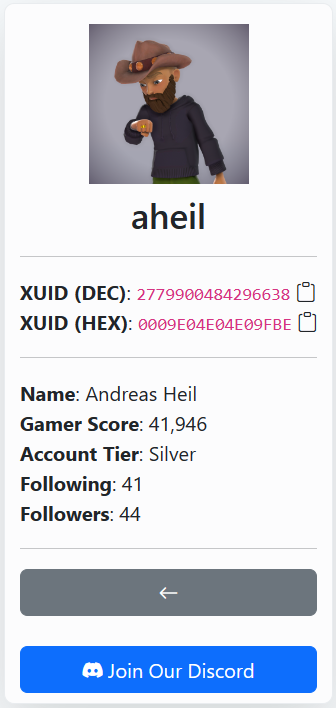 aheil
XUID (DEC): 2779900484296638
XUID (HEX): 0009E04E04E09FBE
Name: Andreas Heil
Gamer Score: 41,946
Account Tier: Silver
Following: 41
Followers: 44
Join Our Discord